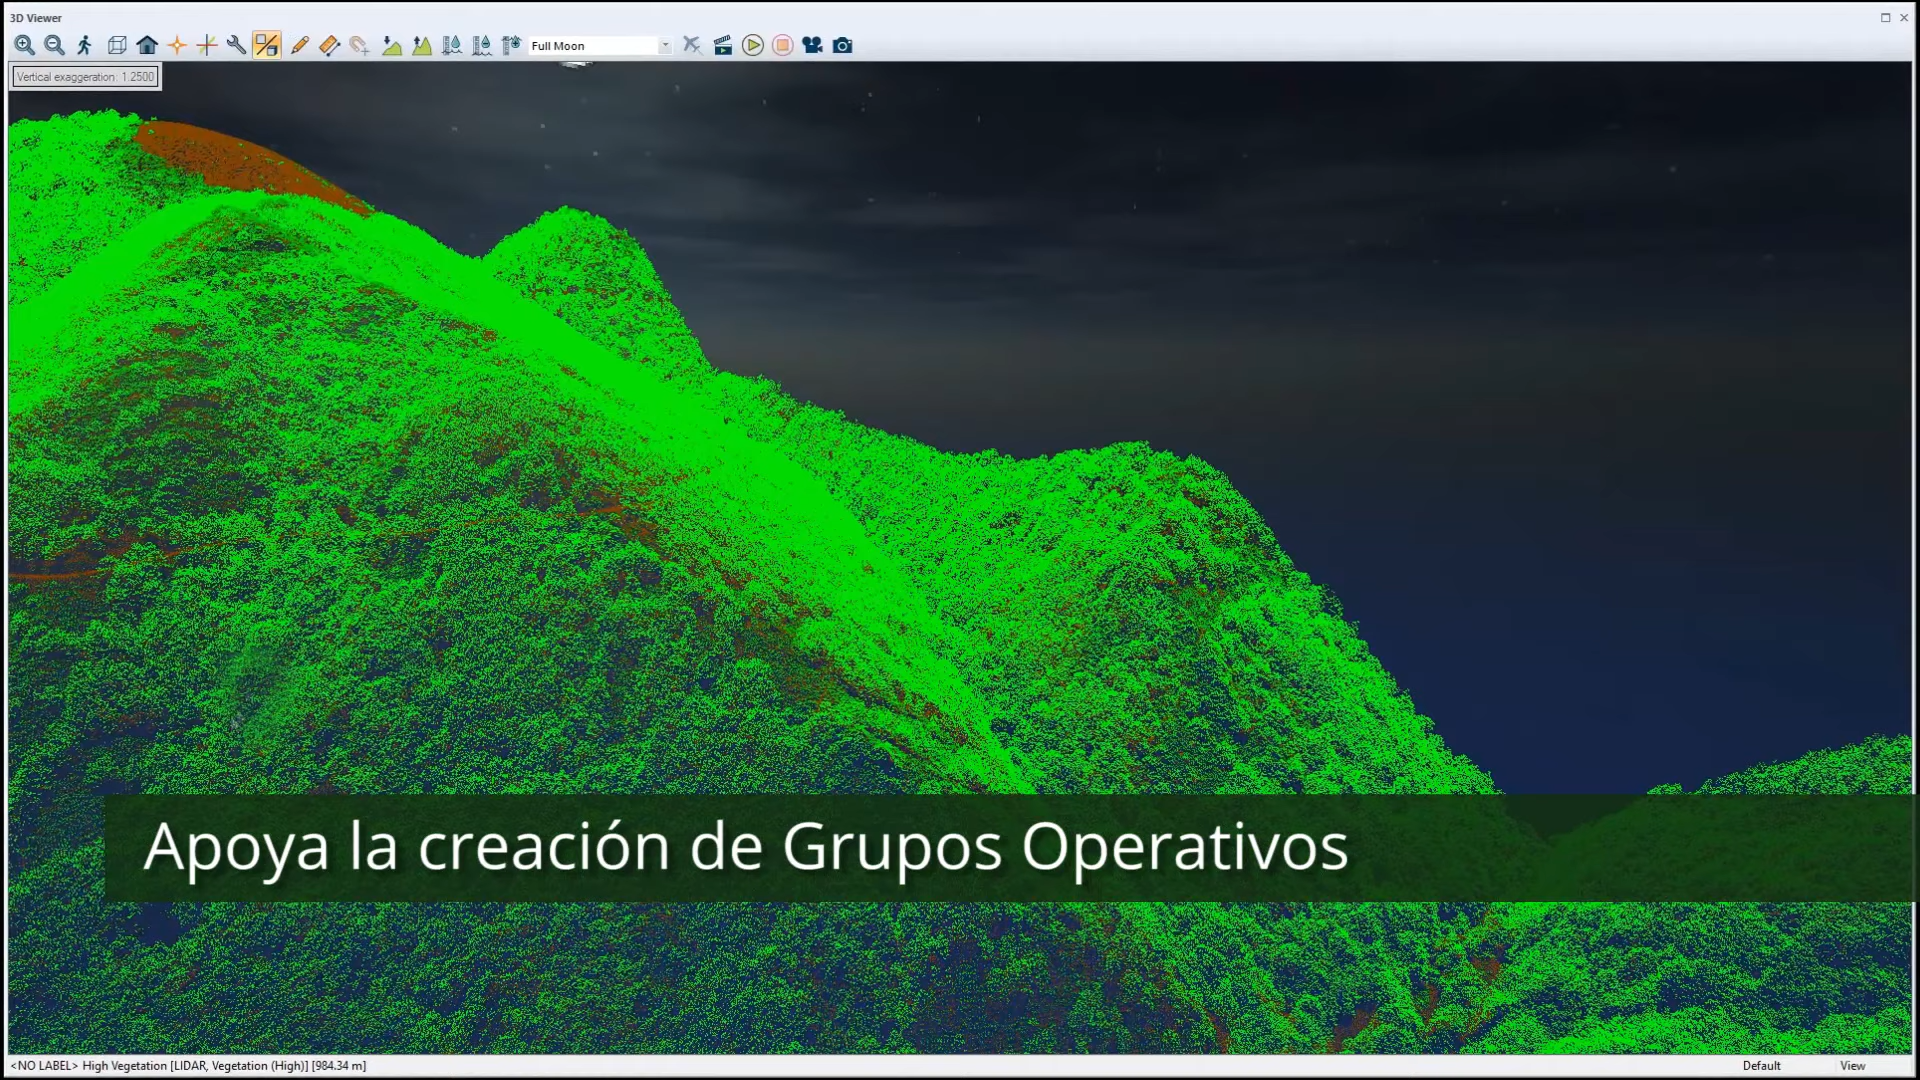 3D Viewer
Full Moon
Vertical exaggeration: 1.2500
Apoya la creación de Grupos Operativos
<NO LABEL> High Vegetation [LIDAR, Vegetation (High)] [984.34 m]
Default View